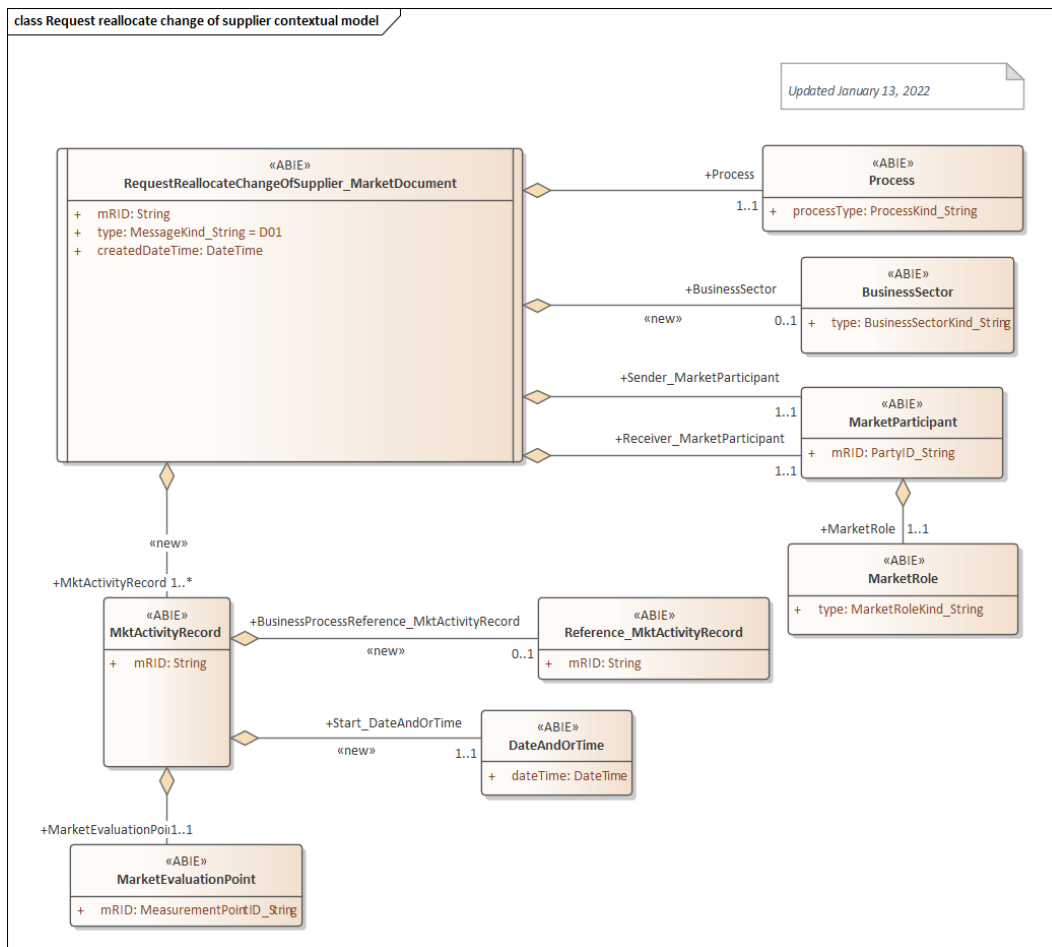 class Request reallocate change of supplier contextual model
Updated January 13, 2022
«ABIE»
RequestReallocateChangeOfSupplier_MarketDocument
+ mRID: String
+ type: MessageKind_String = D01
+ createdDateTime: DateTime
+Process
1..1
«ABIE»
Process
+ processType: ProcessKind_String
+BusinessSector
«new»
0..1
«ABIE»
BusinessSector
+ type: BusinessSectorKind_String
+Sender_MarketParticipant
1..1
+Receiver_MarketParticipant
1..1
«ABIE»
MarketParticipant
+ mRID: PartyID_String
+MarketRole 1..1
«ABIE»
MarketRole
+ type: MarketRoleKind_String
«new»
+MktActivityRecord 1..*
«ABIE»
MktActivityRecord
+ mRID: String
+BusinessProcessReference_MktActivityRecord
«new»
0..1
«ABIE»
Reference_MktActivityRecord
+ mRID: String
+Start_DateAndOrTime
«new»
1..1
«ABIE»
DateAndOrTime
+ dateTime: DateTime
+MarketEvaluationPoi 1..1
«ABIE»
MarketEvaluationPoint
+ mRID: MeasurementPointID_String